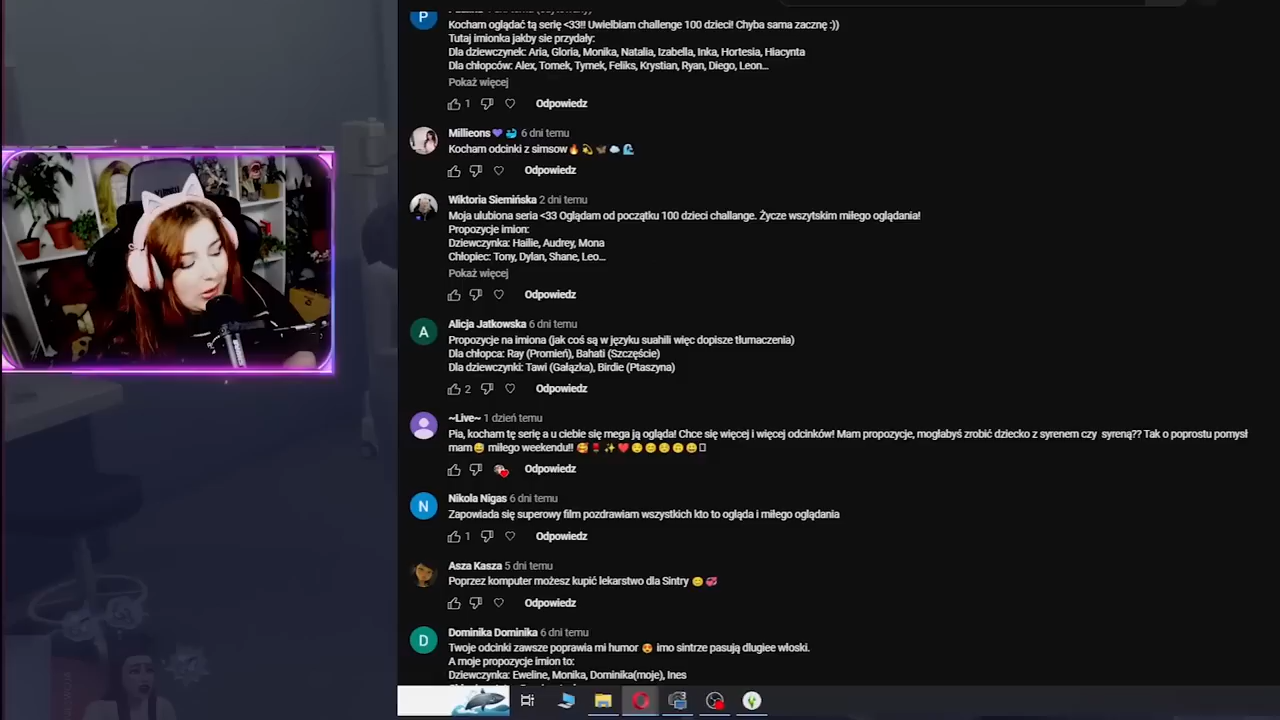 Kocham oglądać tą serię <33!! Uwielbiam challenge 100 dzieci! Chyba sama zacznę :))
Tutaj imionka jakby sie przydały:
Dla dziewczynek: Aria, Gloria, Monika, Natalia, Izabella, Inka, Hortesia, Hiacynta
Dla chłopców: Alex, Tomek, Tymek, Feliks, Krystian, Ryan, Diego, Leon...
Pokaż więcej
1 Odpowiedz
Millieons💜 🐳 6 dni temu
Kocham odcinki z simsow🔥💫🦋☁️🌊
Odpowiedz
Wiktoria Siemińska 2 dni temu
Moja ulubiona seria <33 Oglądam od początku 100 dzieci challange. Życze wszytskim miłego oglądania!
Propozycje imion:
Dziewczynka: Hailie, Audrey, Mona
Chłopiec: Tony, Dylan, Shane, Leo...
Pokaż więcej
Odpowiedz
A
Alicja Jatkowska 6 dni temu
Propozycje na imiona (jak coś są w języku suahili więc dopisze tłumaczenia)
Dla chłopca: Ray (Promień), Bahati (Szczęście)
Dla dziewczynki: Tawi (Gałązka), Birdie (Ptaszyna)
2 Odpowiedz
~Live~ 1 dzień temu
Pia, kocham tę serię a u ciebie się mega ją ogląda! Chce się więcej i więcej odcinków! Mam propozycje, mogłabyś zrobić dziecko z syrenem czy syreną?? Tak o poprostu pomysł
mam😅 miłego weekendu!! 🥰🌹✨❤️😌😊☺️🙃😄
Odpowiedz
N
Nikola Nigas 6 dni temu
Zapowiada się superowy film pozdrawiam wszystkich kto to ogląda i miłego oglądania
1 Odpowiedz
Asza Kasza 5 dni temu
Poprzez komputer możesz kupić lekarstwo dla Sintry 😊💞
Odpowiedz
D
Dominika Dominika 6 dni temu
Twoje odcinki zawsze poprawia mi humor 😍 imo sintrze pasują dlugiee włoski.
A moje propozycje imion to:
Dziewczynka: Eweline, Monika, Dominika(moje), Ines